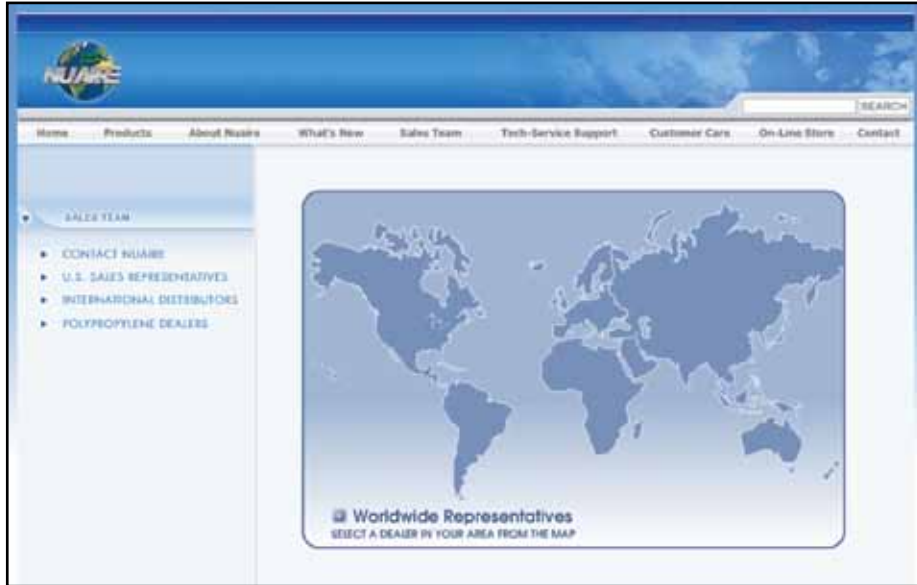 NUAIRE
SEARCH
Home Products About Nuaire What's New Sales Team Tech-Service Support Customer Care On-Line Store Contact
SALES TEAM
CONTACT NUAIRE
U.S. SALES REPRESENTATIVES
INTERNATIONAL DISTRIBUTORS
POLYPROPYLENE DEALERS
Worldwide Representatives
SELECT A DEALER IN YOUR AREA FROM THE MAP